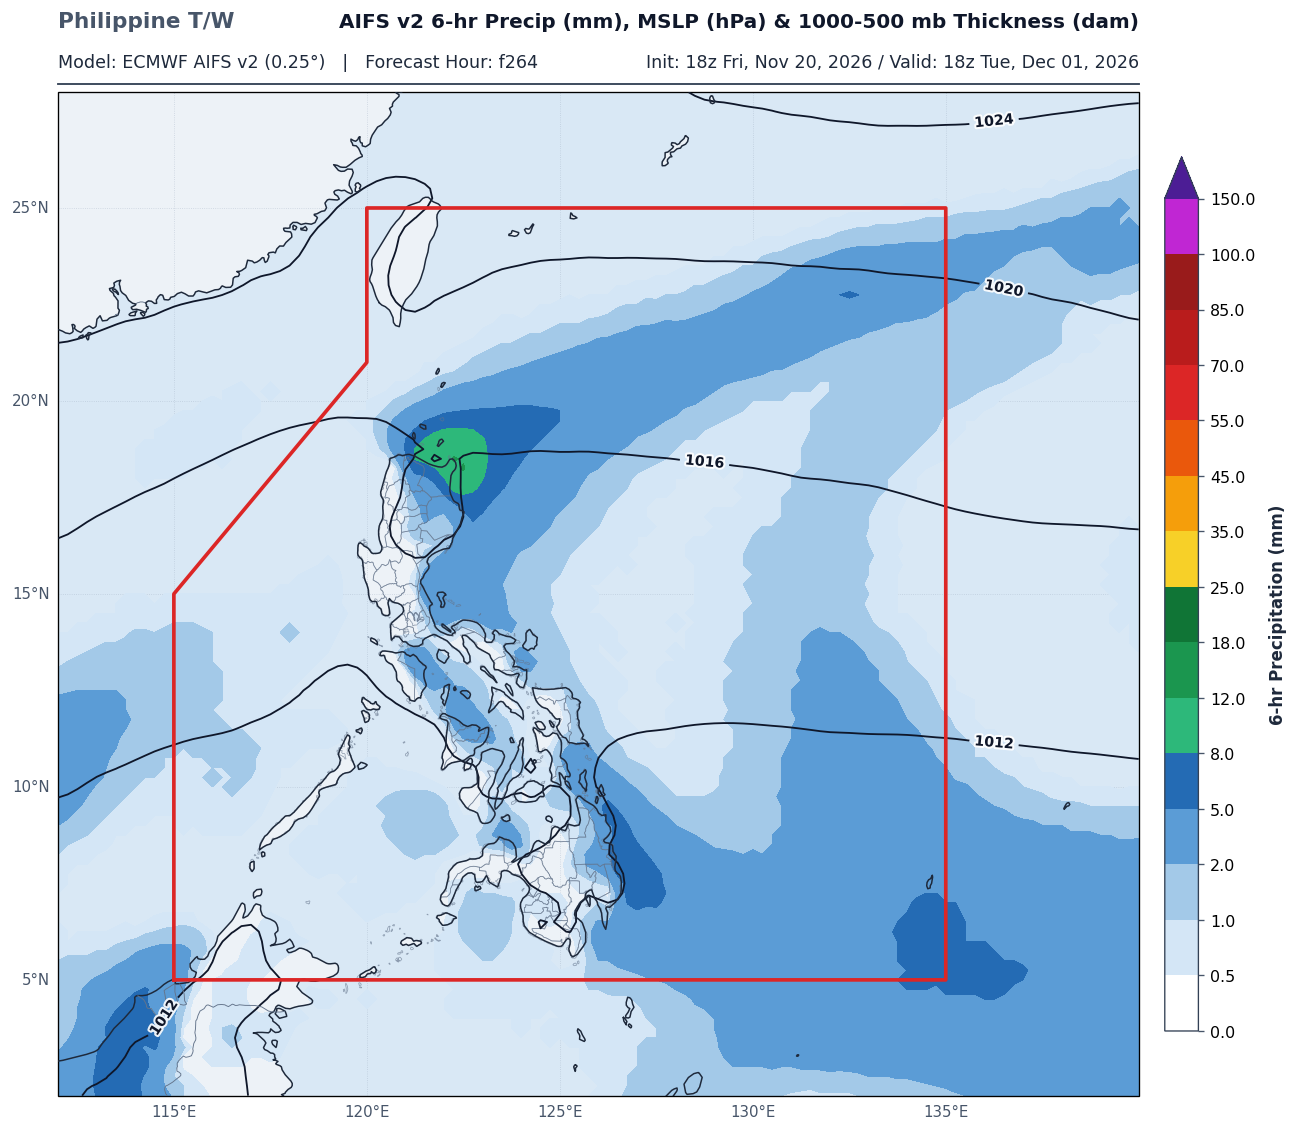 Philippine T/W
AIFS v2 6-hr Precip (mm), MSLP (hPa) & 1000-500 mb Thickness (dam)
Model: ECMWF AIFS v2 (0.25°)   |   Forecast Hour: f264
Init: 18z Fri, Nov 20, 2026 / Valid: 18z Tue, Dec 01, 2026
1024
25°N
1020
20°N
1016
15°N
1012
10°N
5°N
1012
115°E
120°E
125°E
130°E
135°E
150.0
100.0
85.0
70.0
55.0
45.0
35.0
25.0
18.0
12.0
8.0
5.0
2.0
1.0
0.5
0.0
6-hr Precipitation (mm)